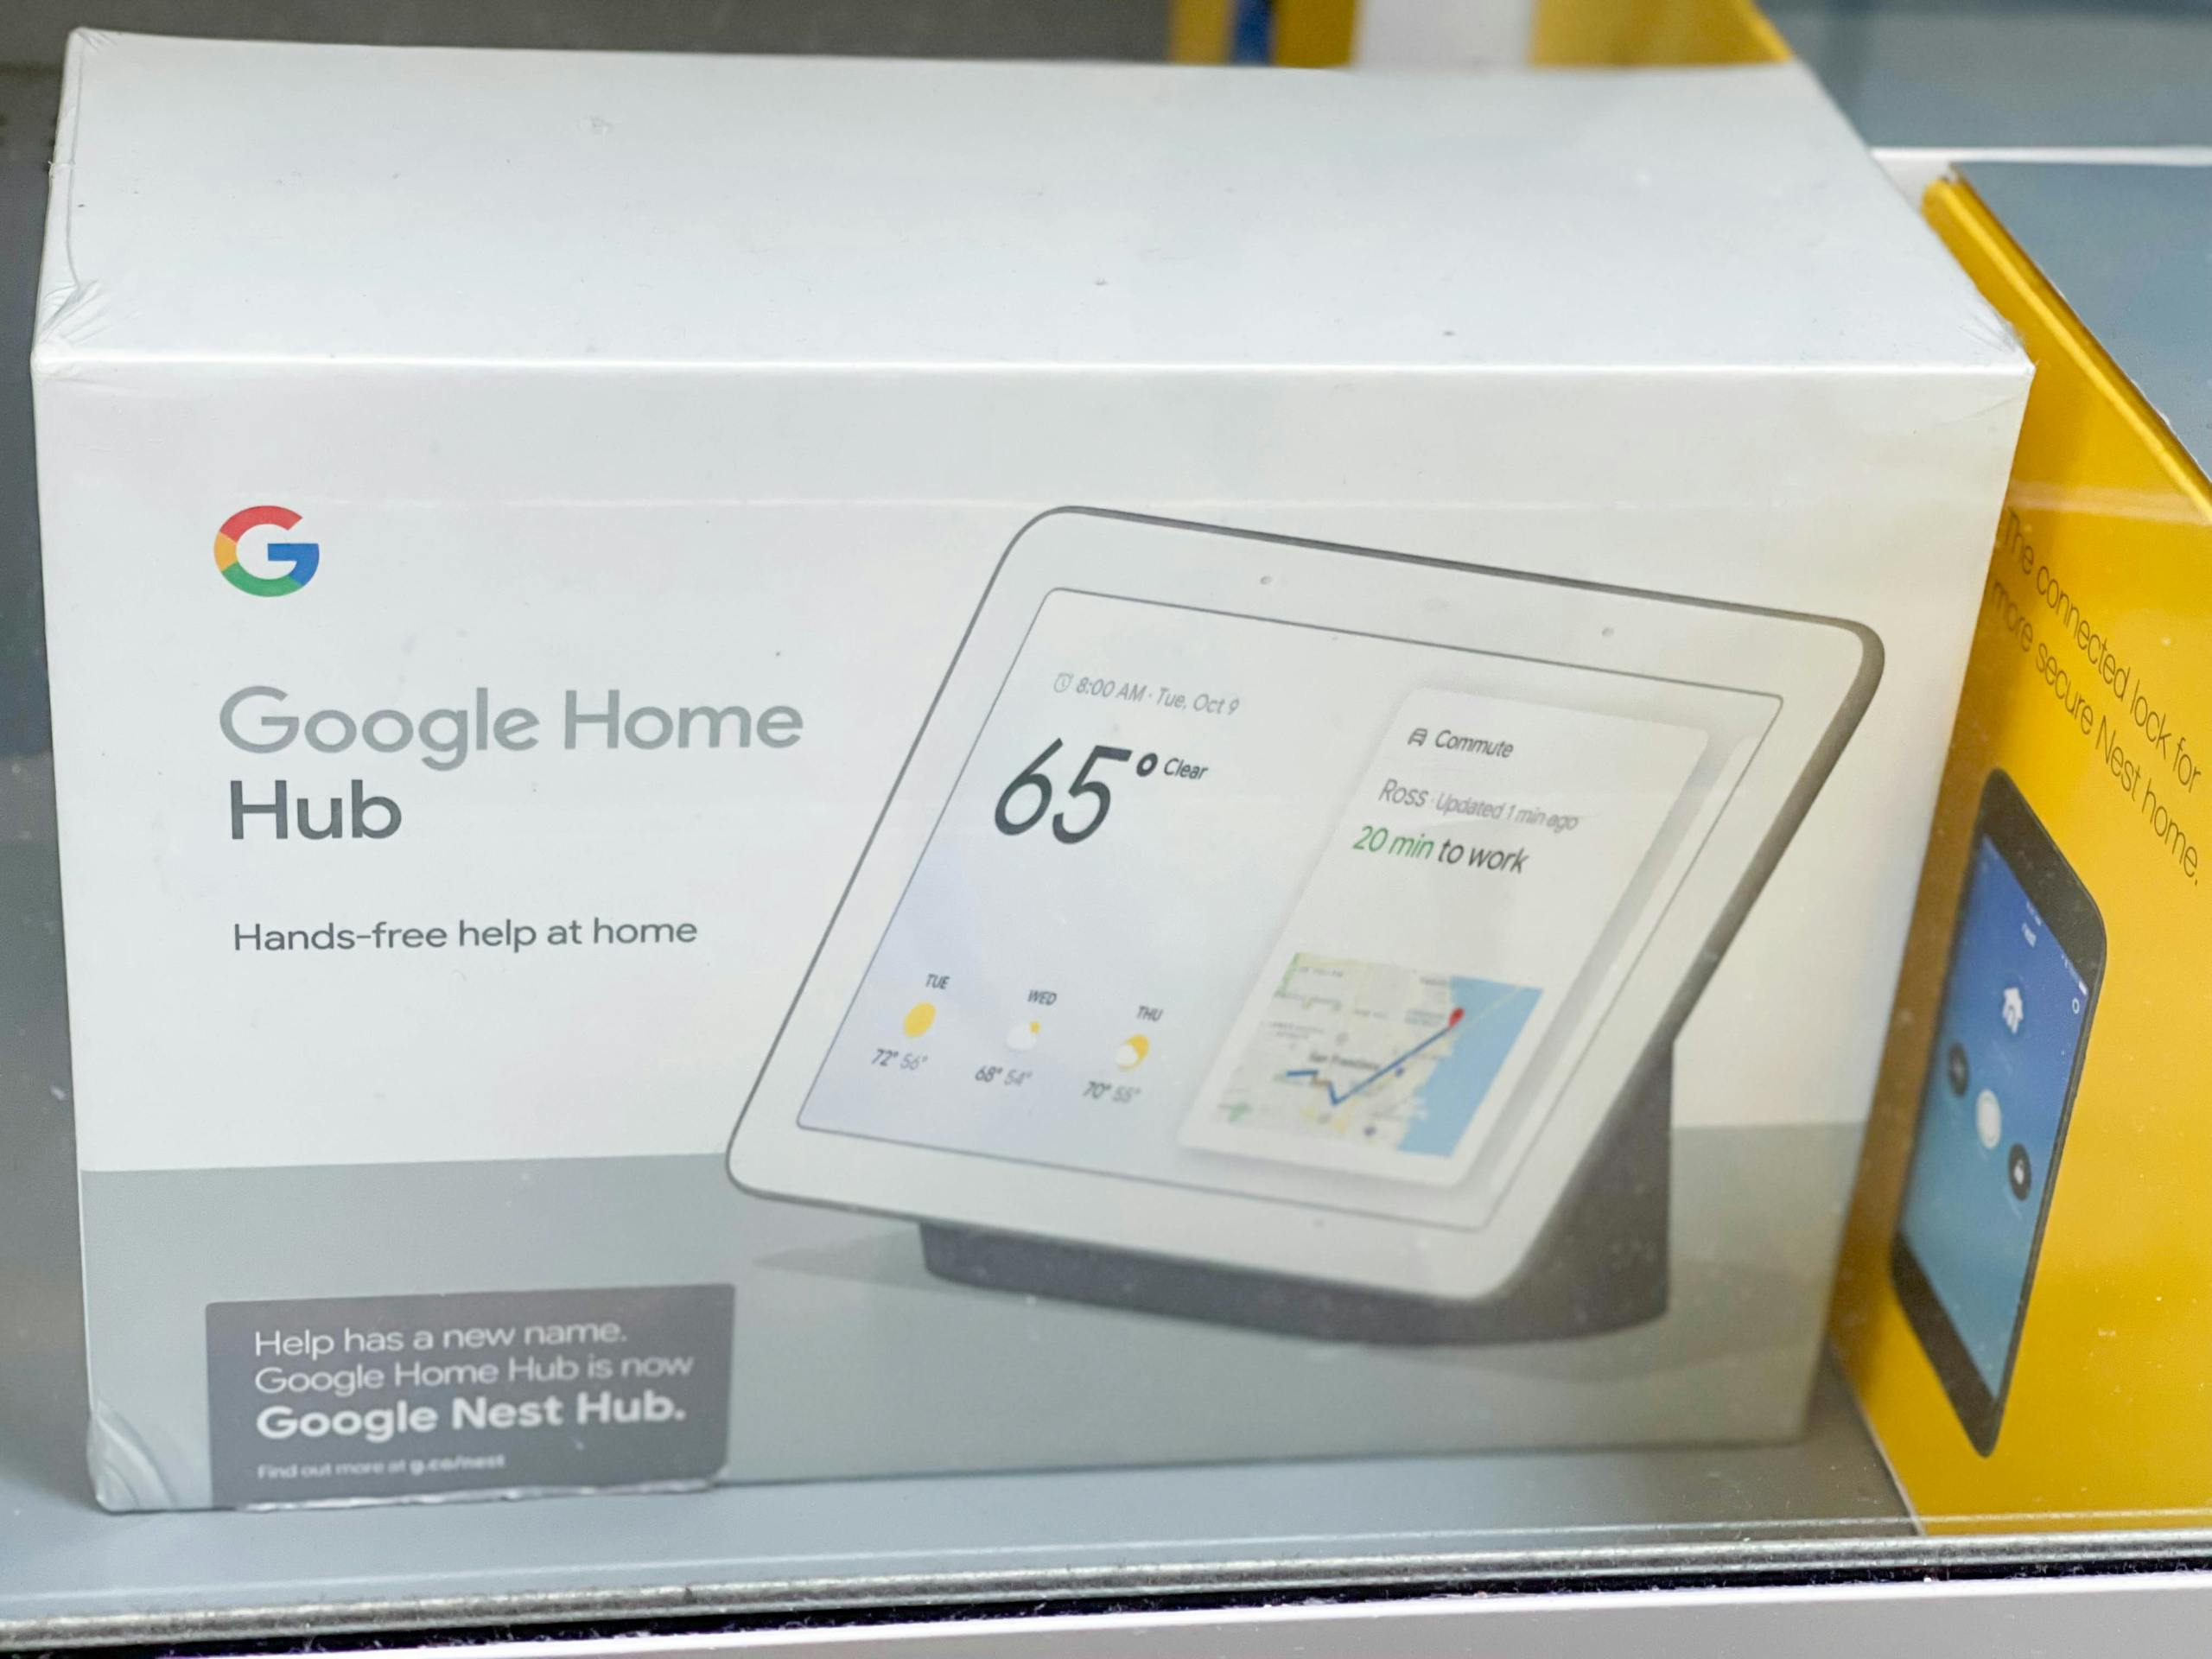 Google Home
Hub
Hands-free help at home
8:00 AM · Tue, Oct 9
65° Clear
TUE
72° 56°
WED
68° 54°
THU
70° 55°
Commute
Ross · Updated 1 min ago
20 min to work
San Francisco
Help has a new name.
Google Home Hub is now
Google Nest Hub.
Find out more at g.co/nest
The connected lock for
more secure Nest home.